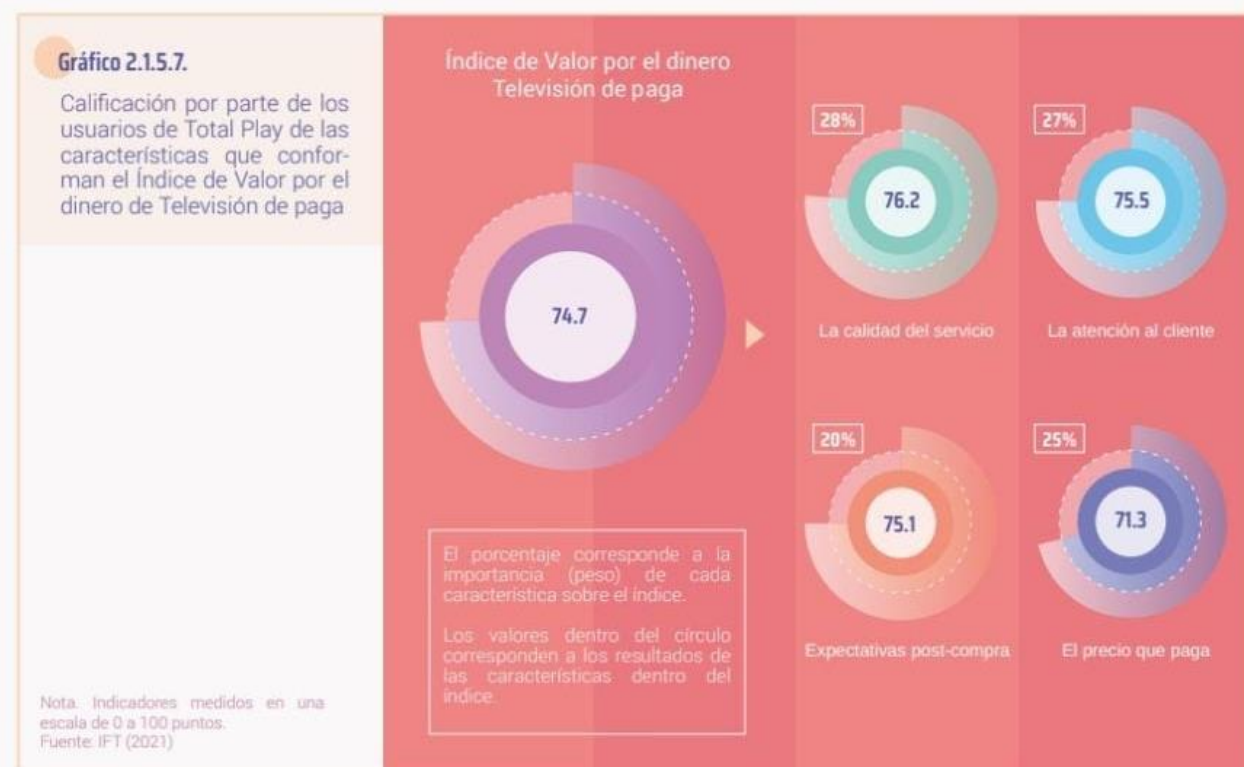 Gráfico 2.1.5.7.
Calificación por parte de los
usuarios de Total Play de las
características que confor-
man el Índice de Valor por el
dinero de Televisión de paga
Nota. Indicadores medidos en una
escala de 0 a 100 puntos.
Fuente: IFT (2021)
Índice de Valor por el dinero
Televisión de paga
74.7
El porcentaje corresponde a la
importancia (peso) de cada
característica sobre el índice.
Los valores dentro del círculo
corresponden a los resultados de
las características dentro del
índice.
28%
76.2
La calidad del servicio
27%
75.5
La atención al cliente
20%
75.1
Expectativas post-compra
25%
71.3
El precio que paga